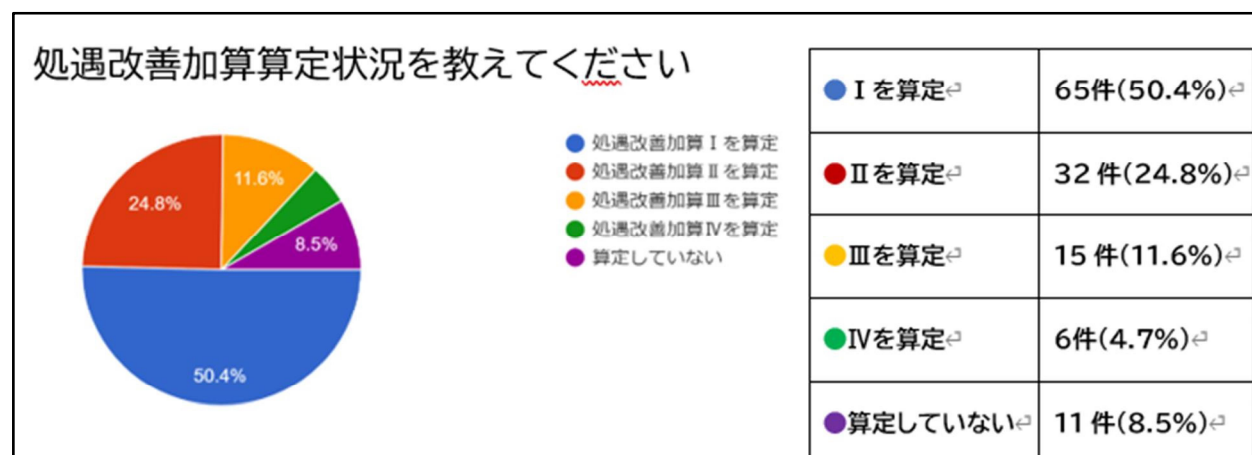 処遇改善加算算定状況を教えてください
24.8%
11.6%
8.5%
50.4%
処遇改善加算Ⅰを算定
処遇改善加算Ⅱを算定
処遇改善加算Ⅲを算定
処遇改善加算Ⅳを算定
算定していない
Ⅰを算定 65件(50.4%)
Ⅱを算定 32件(24.8%)
Ⅲを算定 15件(11.6%)
Ⅳを算定 6件(4.7%)
算定していない 11件(8.5%)